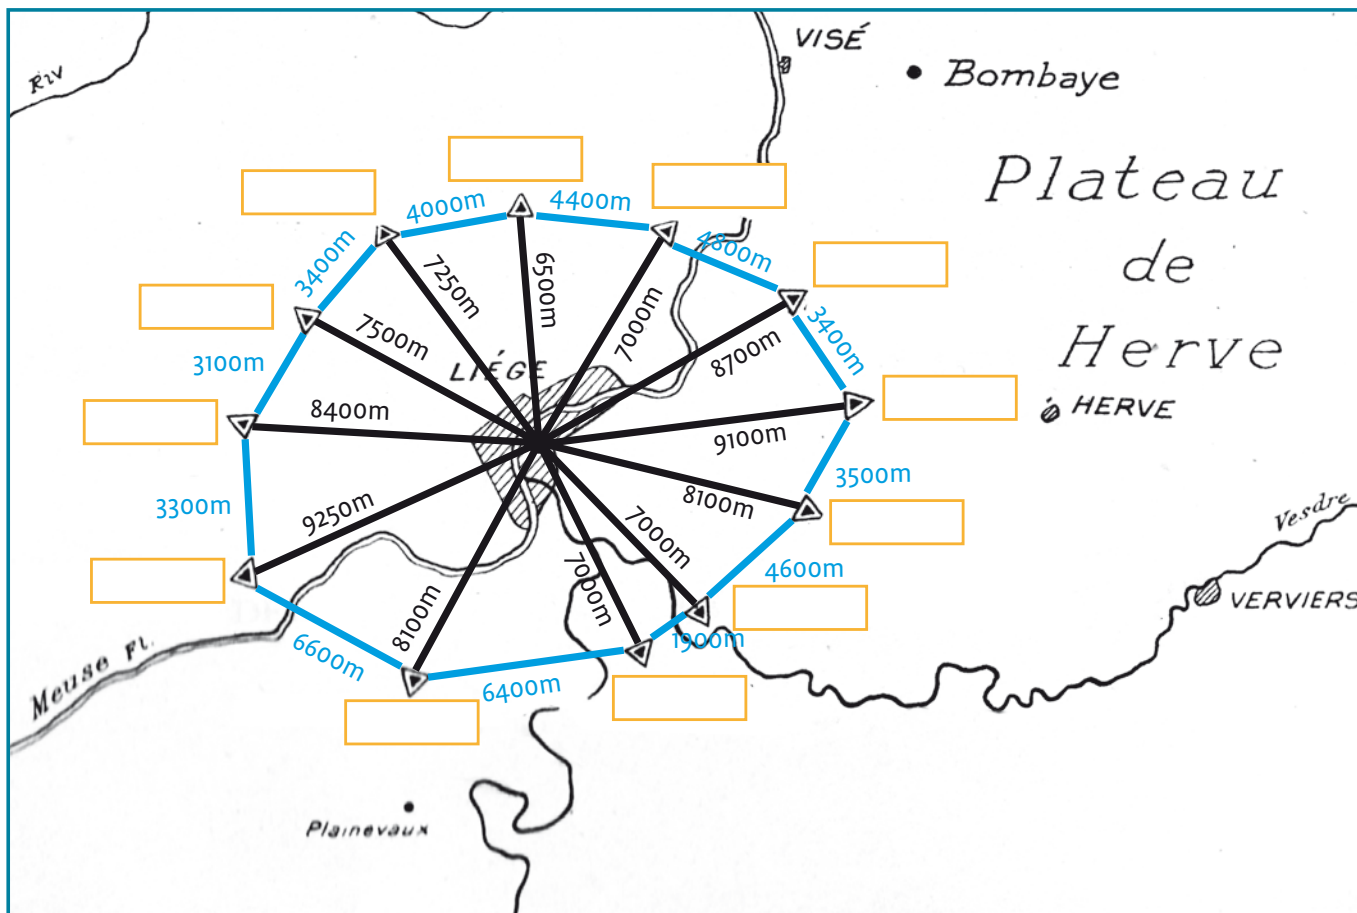 VISÉ
Riv
Bombaye
Plateau
de
Herve
4000m
4400m
4800m
3400m
3400m
7250m
6500m
7000m
7500m
8700m
3100m
LIÉGE
8400m
HERVE
9100m
3500m
8100m
3300m
9250m
7000m
Vesdre
4600m
7000m
8100m
VERVIERS
1900m
6600m
Meuse Fl.
6400m
Plainevaux